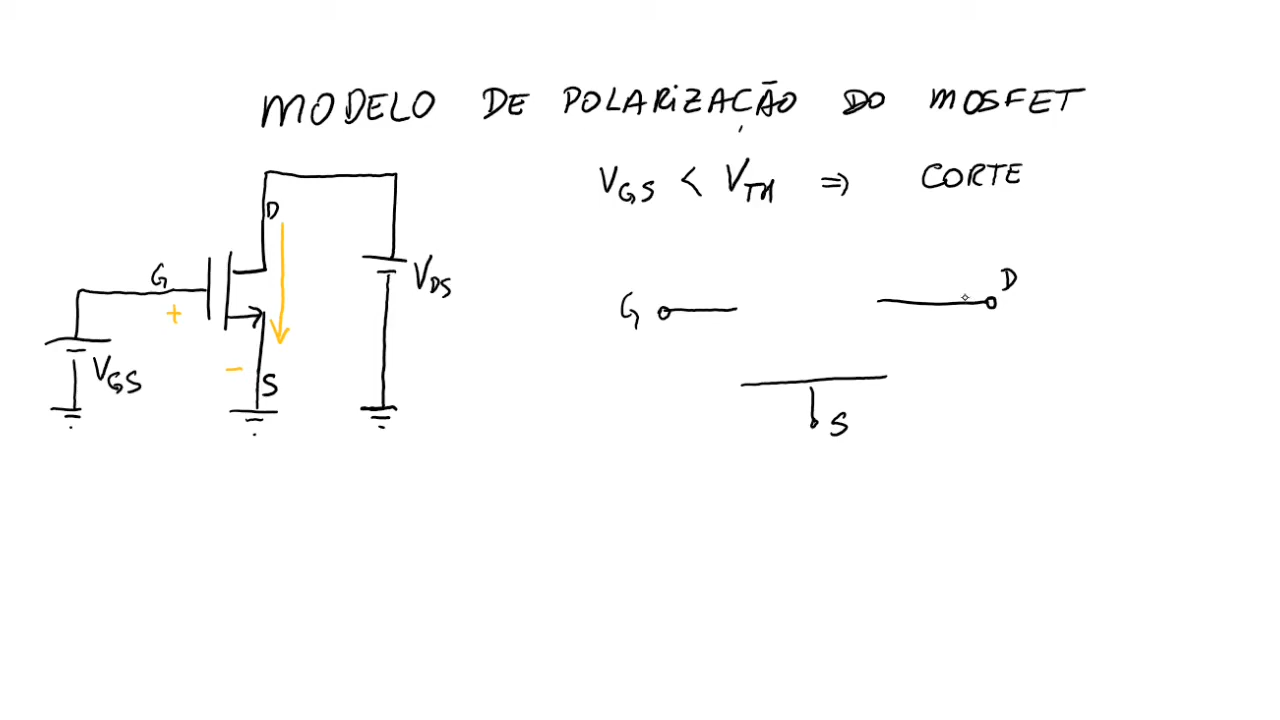 MODELO DE POLARIZAÇÃO DO MOSFET
VGS < VTH ⇒ CORTE
D
G
+
VDS
VGS
-
S
G
D
S